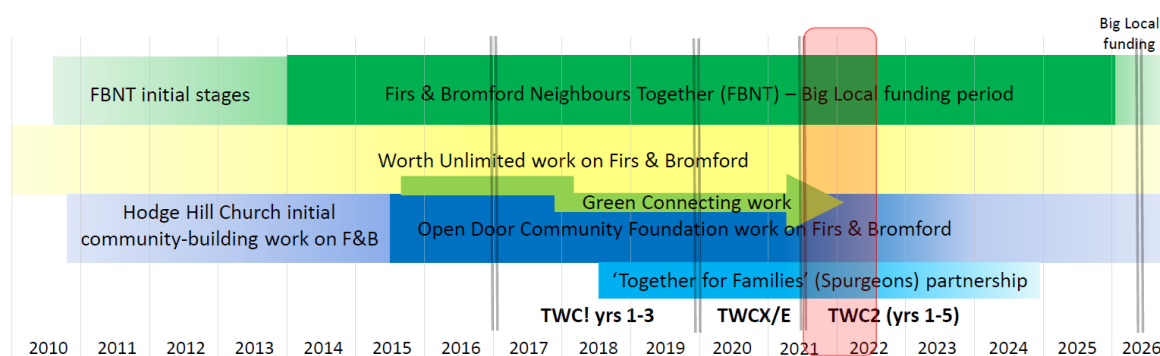 Big Local
funding
FBNT initial stages
Firs & Bromford Neighbours Together (FBNT) – Big Local funding period
Worth Unlimited work on Firs & Bromford
Green Connecting work
Hodge Hill Church initial
community-building work on F&B
Open Door Community Foundation work on Firs & Bromford
‘Together for Families’ (Spurgeons) partnership
TWC! yrs 1-3
TWCX/E
TWC2 (yrs 1-5)
2010 2011 2012 2013 2014 2015 2016 2017 2018 2019 2020 2021 2022 2023 2024 2025 2026